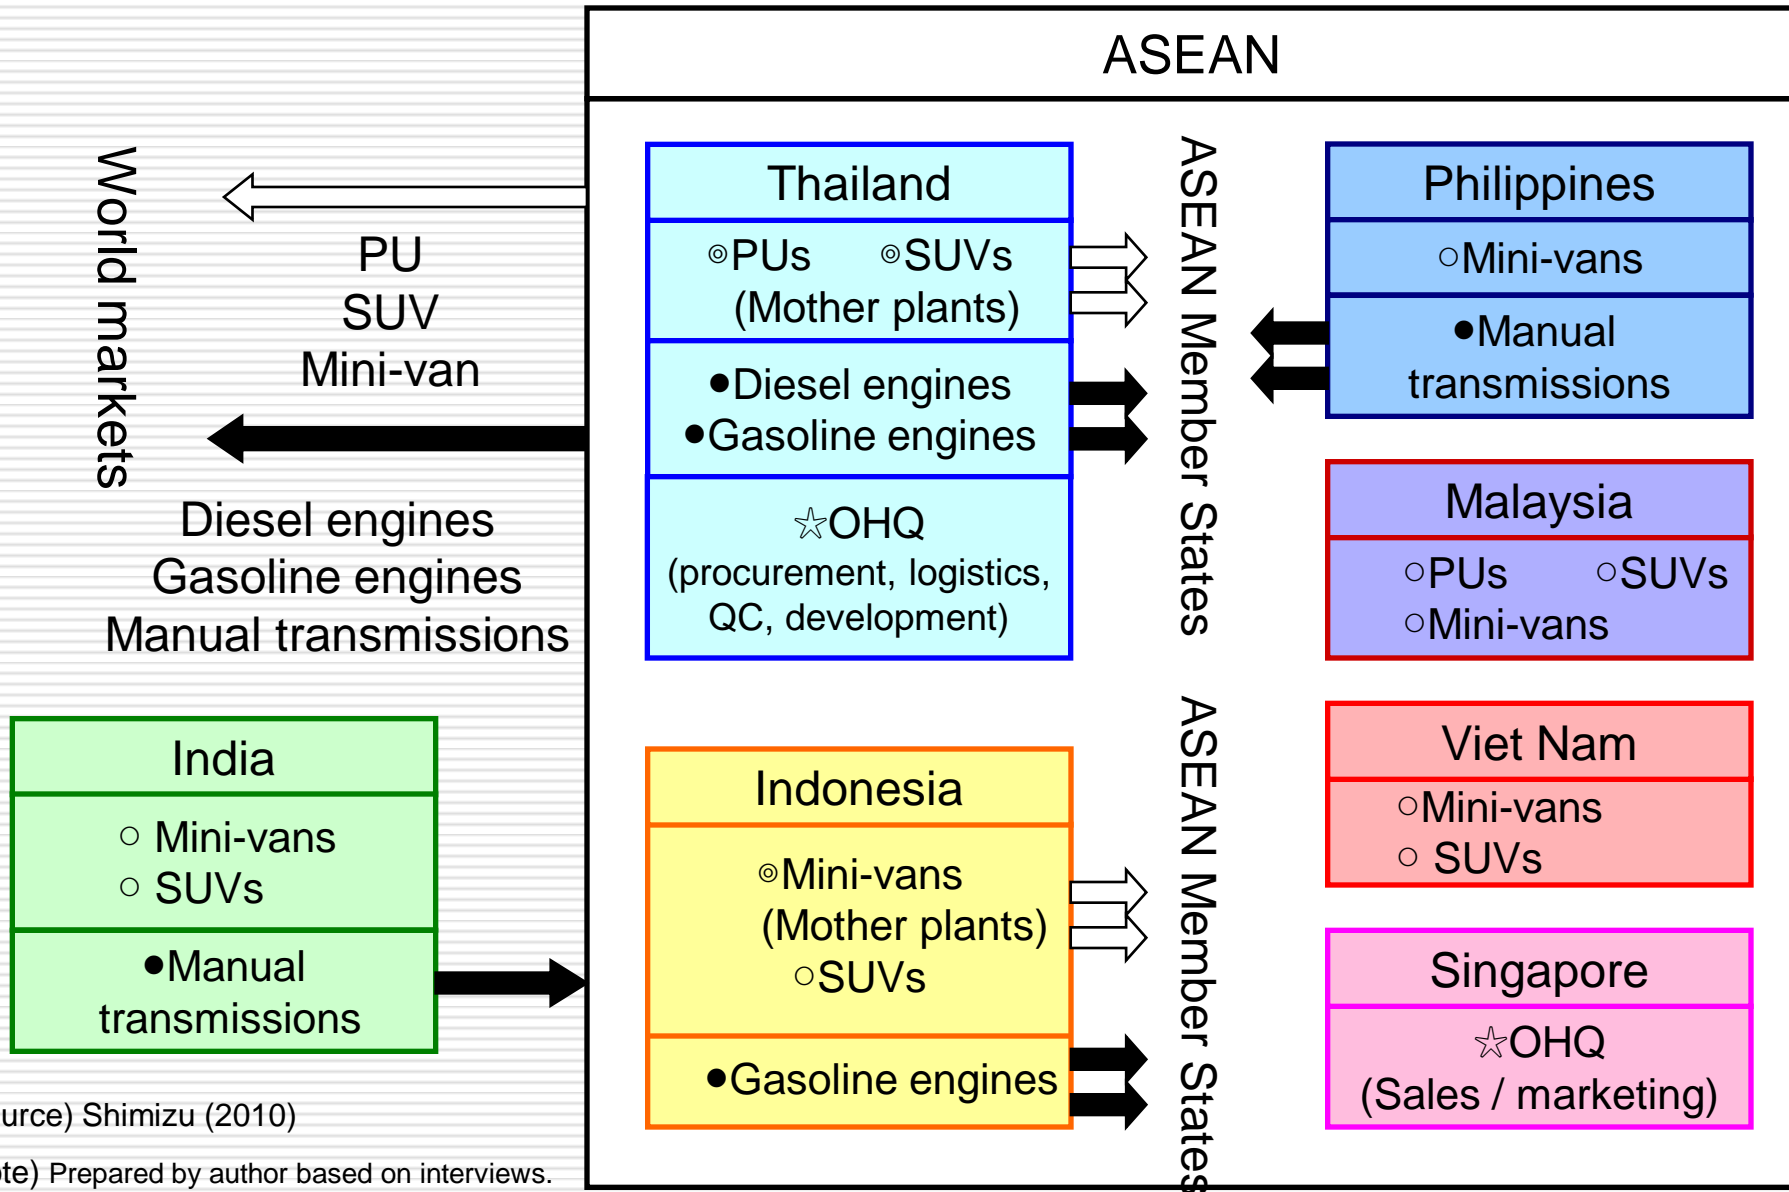 ASEAN
World markets
PU
SUV
Mini-van
Diesel engines
Gasoline engines
Manual transmissions
India
○ Mini-vans
○ SUVs
●Manual
transmissions
Thailand
◎PUs ◎SUVs
(Mother plants)
●Diesel engines
●Gasoline engines
☆OHQ
(procurement, logistics,
QC, development)
Indonesia
◎Mini-vans
(Mother plants)
○SUVs
●Gasoline engines
ASEAN Member States
ASEAN Member States
Philippines
○Mini-vans
●Manual
transmissions
Malaysia
○PUs ○SUVs
○Mini-vans
Viet Nam
○Mini-vans
○ SUVs
Singapore
☆OHQ
(Sales / marketing)
urce) Shimizu (2010)
te) Prepared by author based on interviews.